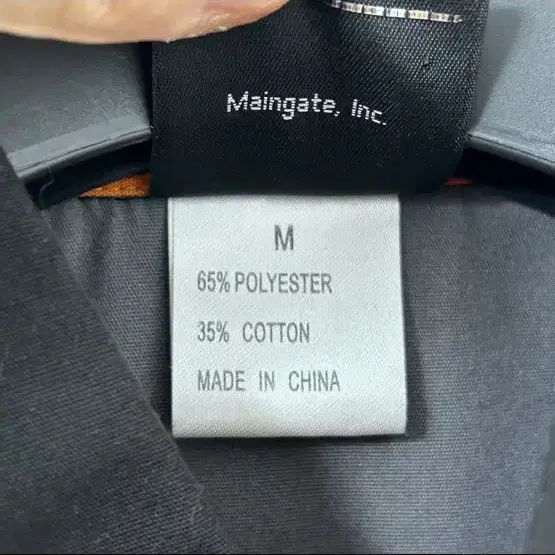 Maingate, Inc.
M
65% POLYESTER
35% COTTON
MADE IN CHINA